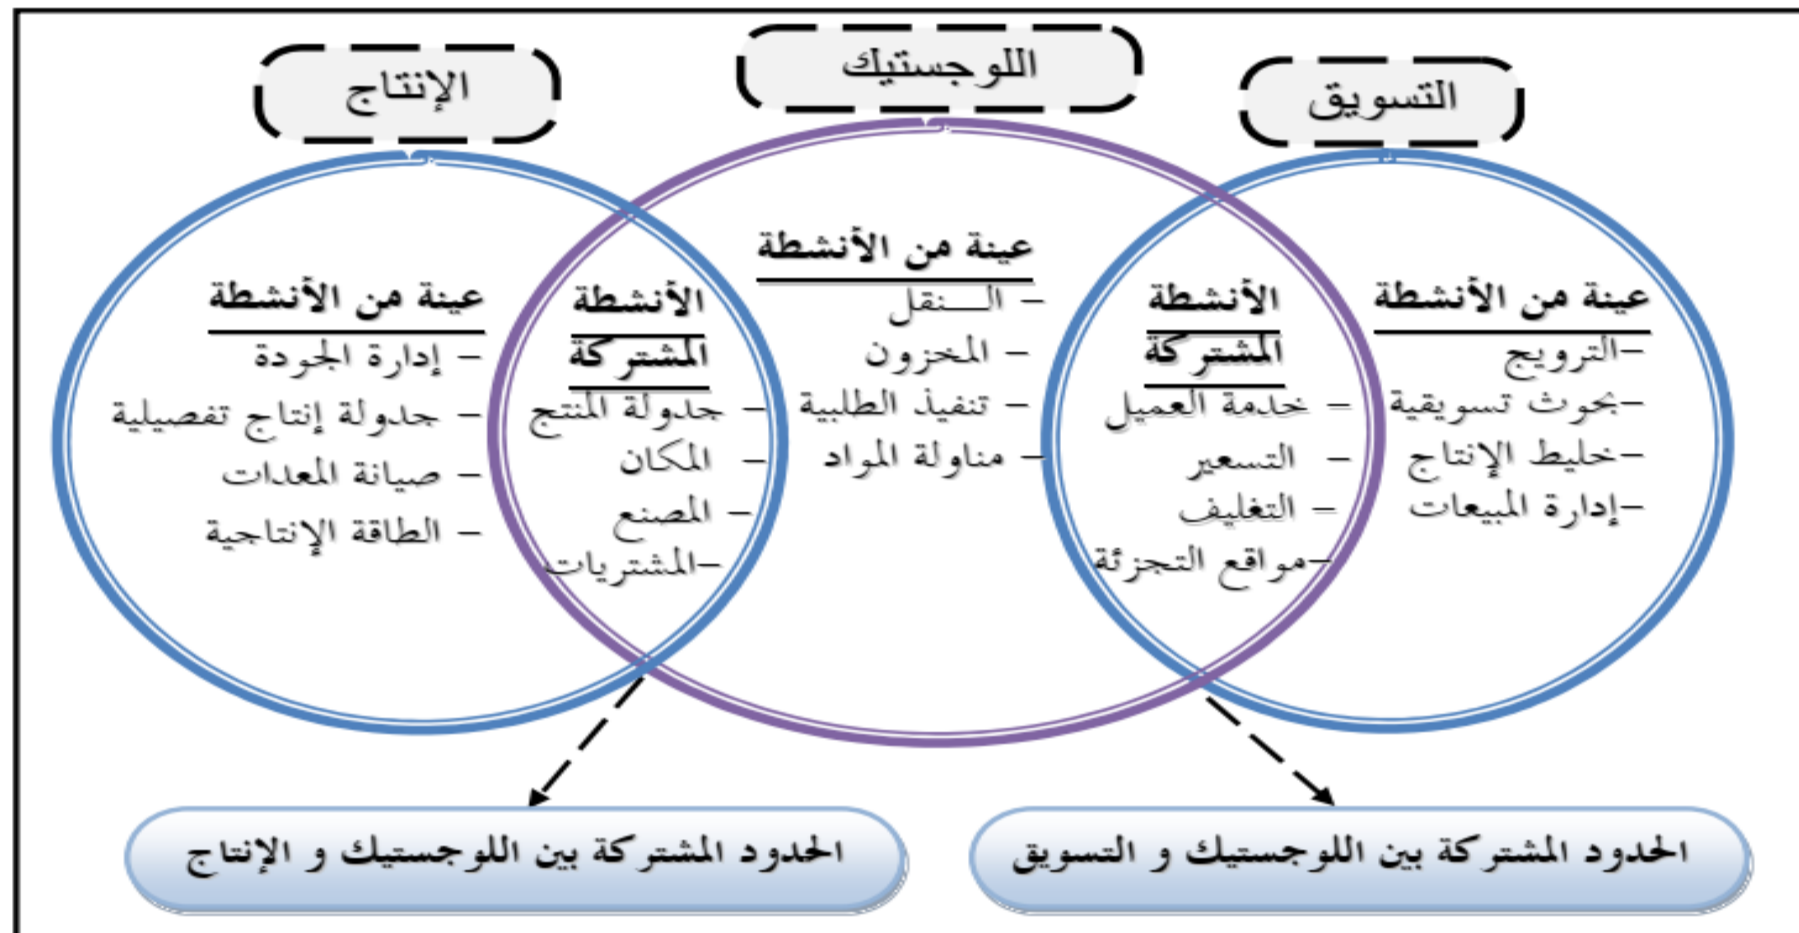 التسويق
اللوجستيك
الإنتاج
عينة من الأنشطة
-الترويج
-بحوث تسويقية
-خليط الإنتاج
-إدارة المبيعات
الأنشطة
المشتركة
- خدمة العميل
- التسعير
- التغليف
-مواقع التجزئة
عينة من الأنشطة
- الـــنقل
- المخزون
- تنفيذ الطلبية
- مناولة المواد
الأنشطة
المشتركة
- جدولة المنتج
- المكان
- المصنع
-المشتريات
عينة من الأنشطة
- إدارة الجودة
- جدولة إنتاج تفصيلية
- صيانة المعدات
- الطاقة الإنتاجية
الحدود المشتركة بين اللوجستيك و التسويق
الحدود المشتركة بين اللوجستيك و الإنتاج